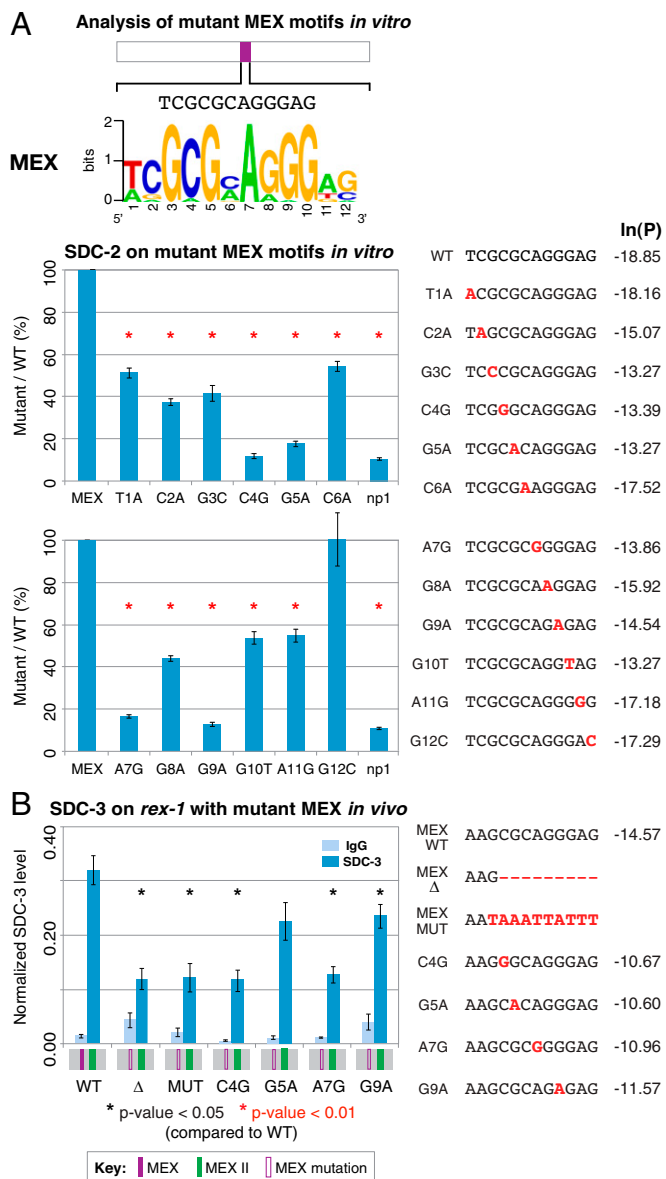 A
Analysis of mutant MEX motifs in vitro
TCGCGCAGGGAG
MEX
bits
2
1
0
1 2 3 4 5 6 7 8 9 10 11 12
5' 3'
SDC-2 on mutant MEX motifs in vitro
Mutant / WT (%)
100
80
60
40
20
0
* * * * * * *
MEX T1A C2A G3C C4G G5A C6A np1
ln(P)
WT TCGCGCAGGGAG -18.85
T1A ACGCGCAGGGAG -18.16
C2A TAGCGCAGGGAG -15.07
G3C TCCCGCAGGGAG -13.27
C4G TCGGGCAGGGAG -13.39
G5A TCGCACAGGGAG -13.27
C6A TCGCGAAGGGAG -17.52
Mutant / WT (%)
100
80
60
40
20
0
* * * * * *
MEX A7G G8A G9A G10T A11G G12C np1
A7G TCGCGCGGGGAG -13.86
G8A TCGCGCAAGGAG -15.92
G9A TCGCGCAGAGAG -14.54
G10T TCGCGCAGGTAG -13.27
A11G TCGCGCAGGGGG -17.18
G12C TCGCGCAGGGAC -17.29
B
SDC-3 on rex-1 with mutant MEX in vivo
Normalized SDC-3 level
0.40
0.20
0.00
IgG
SDC-3
* * * * *
WT Δ MUT C4G G5A A7G G9A
* p-value < 0.05 * p-value < 0.01
(compared to WT)
MEX WT AAGCGCAGGGAG -14.57
MEX Δ AAG---------
MEX MUT AATAAATTATTT
C4G AAGGGCAGGGAG -10.67
G5A AAGCACAGGGAG -10.60
A7G AAGCGCGGGGAG -10.96
G9A AAGCGCAGAGAG -11.57
Key: MEX MEX II MEX mutation